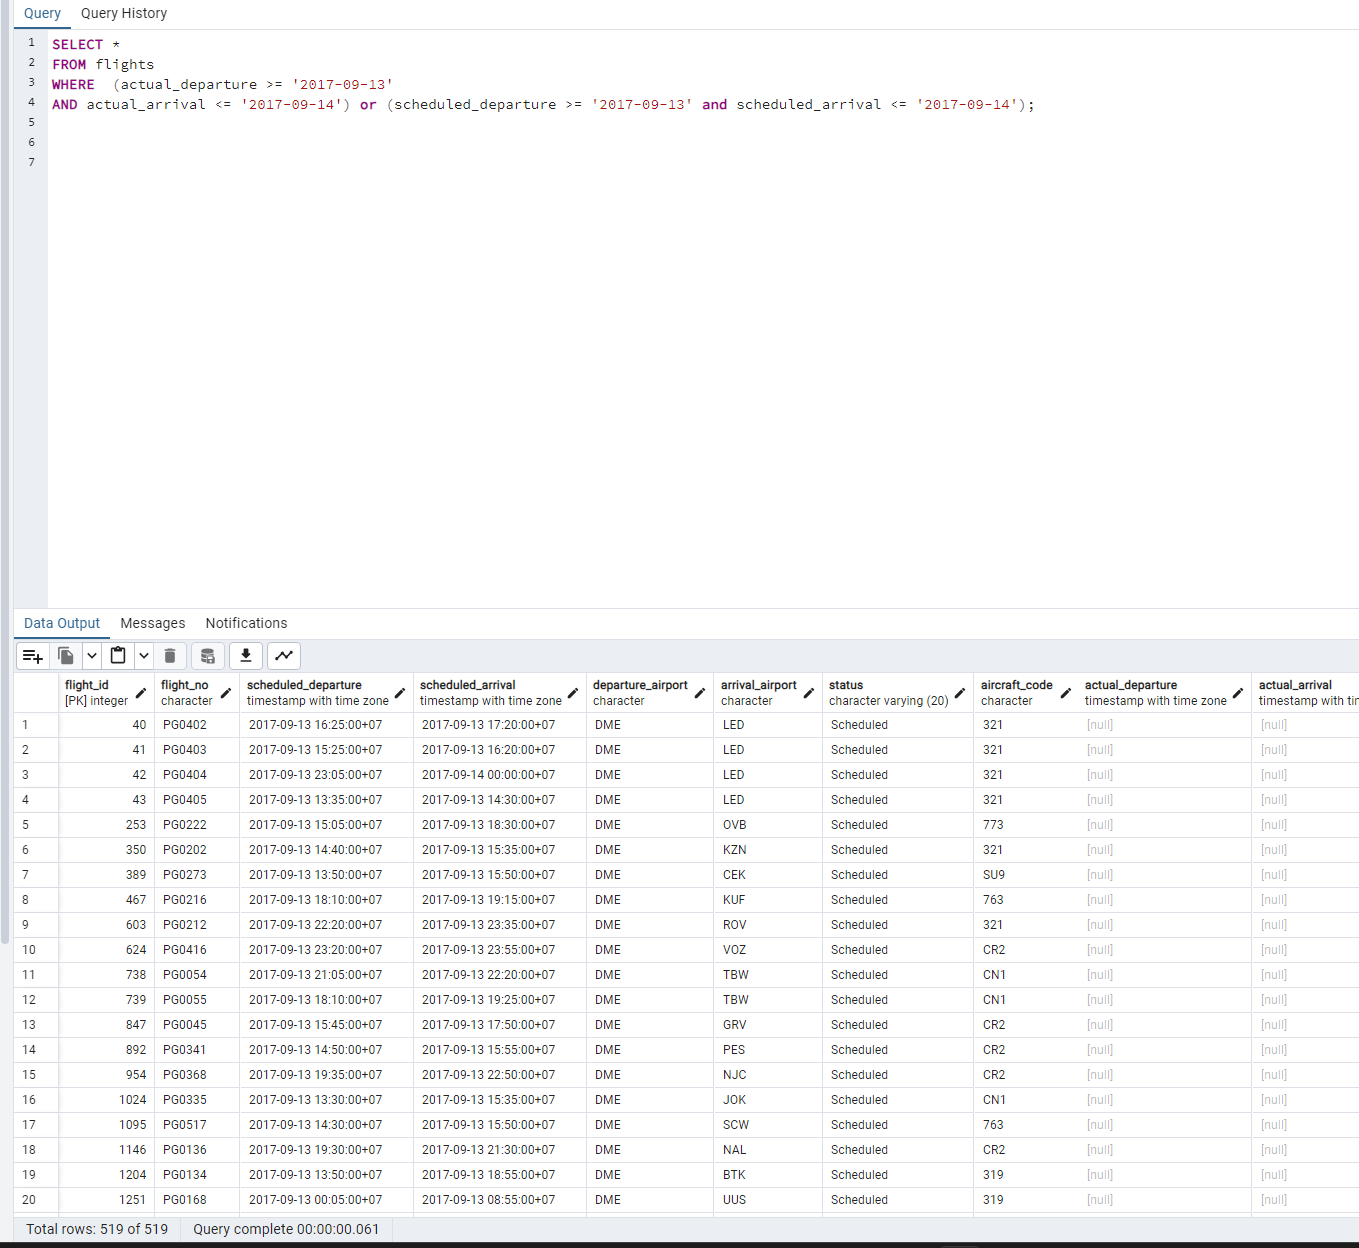 Query Query History
1 SELECT *
2 FROM flights
3 WHERE  (actual_departure >= '2017-09-13'
4 AND actual_arrival <= '2017-09-14') or (scheduled_departure >= '2017-09-13' and scheduled_arrival <= '2017-09-14');
5
6
7
Data Output Messages Notifications
flight_id flight_no scheduled_departure scheduled_arrival departure_airport arrival_airport status aircraft_code actual_departure actual_arrival
[PK] integer character timestamp with time zone timestamp with time zone character character character varying (20) character timestamp with time zone timestamp with tir
1 40 PG0402 2017-09-13 16:25:00+07 2017-09-13 17:20:00+07 DME LED Scheduled 321 [null] [null]
2 41 PG0403 2017-09-13 15:25:00+07 2017-09-13 16:20:00+07 DME LED Scheduled 321 [null] [null]
3 42 PG0404 2017-09-13 23:05:00+07 2017-09-14 00:00:00+07 DME LED Scheduled 321 [null] [null]
4 43 PG0405 2017-09-13 13:35:00+07 2017-09-13 14:30:00+07 DME LED Scheduled 321 [null] [null]
5 253 PG0222 2017-09-13 15:05:00+07 2017-09-13 18:30:00+07 DME OVB Scheduled 773 [null] [null]
6 350 PG0202 2017-09-13 14:40:00+07 2017-09-13 15:35:00+07 DME KZN Scheduled 321 [null] [null]
7 389 PG0273 2017-09-13 13:50:00+07 2017-09-13 15:50:00+07 DME CEK Scheduled SU9 [null] [null]
8 467 PG0216 2017-09-13 18:10:00+07 2017-09-13 19:15:00+07 DME KUF Scheduled 763 [null] [null]
9 603 PG0212 2017-09-13 22:20:00+07 2017-09-13 23:35:00+07 DME ROV Scheduled 321 [null] [null]
10 624 PG0416 2017-09-13 23:20:00+07 2017-09-13 23:55:00+07 DME VOZ Scheduled CR2 [null] [null]
11 738 PG0054 2017-09-13 21:05:00+07 2017-09-13 22:20:00+07 DME TBW Scheduled CN1 [null] [null]
12 739 PG0055 2017-09-13 18:10:00+07 2017-09-13 19:25:00+07 DME TBW Scheduled CN1 [null] [null]
13 847 PG0045 2017-09-13 15:45:00+07 2017-09-13 17:50:00+07 DME GRV Scheduled CR2 [null] [null]
14 892 PG0341 2017-09-13 14:50:00+07 2017-09-13 15:55:00+07 DME PES Scheduled CR2 [null] [null]
15 954 PG0368 2017-09-13 19:35:00+07 2017-09-13 22:50:00+07 DME NJC Scheduled CR2 [null] [null]
16 1024 PG0335 2017-09-13 13:30:00+07 2017-09-13 15:35:00+07 DME JOK Scheduled CN1 [null] [null]
17 1095 PG0517 2017-09-13 14:30:00+07 2017-09-13 15:50:00+07 DME SCW Scheduled 763 [null] [null]
18 1146 PG0136 2017-09-13 19:30:00+07 2017-09-13 21:30:00+07 DME NAL Scheduled CR2 [null] [null]
19 1204 PG0134 2017-09-13 13:50:00+07 2017-09-13 18:55:00+07 DME BTK Scheduled 319 [null] [null]
20 1251 PG0168 2017-09-13 00:05:00+07 2017-09-13 08:55:00+07 DME UUS Scheduled 319 [null] [null]
Total rows: 519 of 519 Query complete 00:00:00.061